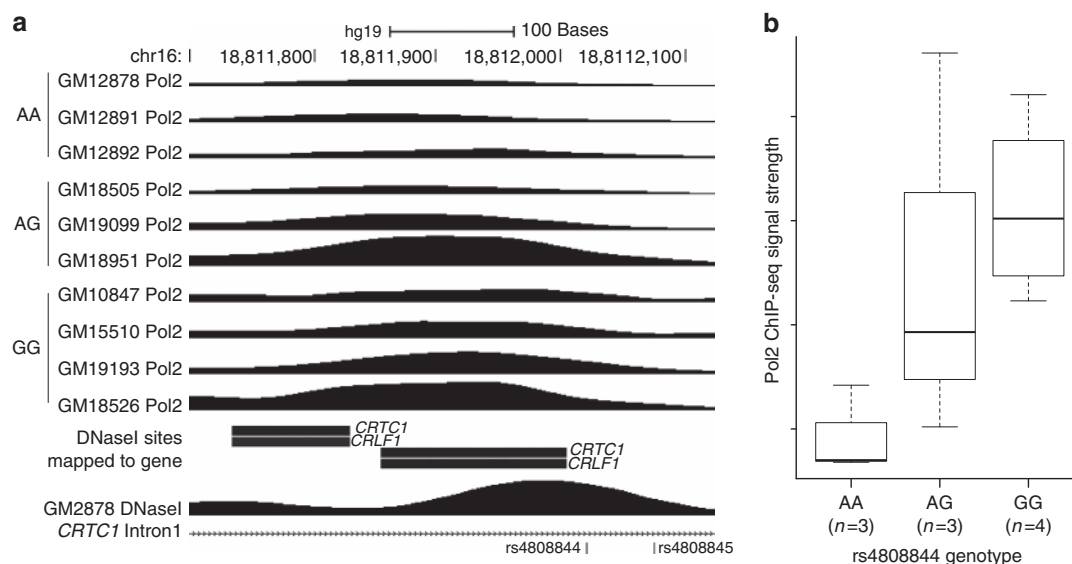 a
hg19 100 Bases
chr16: 18,811,800 18,811,900 18,812,000 18,8112,100
AA
GM12878 Pol2
GM12891 Pol2
GM12892 Pol2
AG
GM18505 Pol2
GM19099 Pol2
GM18951 Pol2
GG
GM10847 Pol2
GM15510 Pol2
GM19193 Pol2
GM18526 Pol2
DNaseI sites
mapped to gene
CRTC1
CRLF1
CRTC1
CRLF1
GM2878 DNaseI
CRTC1 Intron1
rs4808844 rs4808845
b
Pol2 ChIP-seq signal strength
AA AG GG
(n=3) (n=3) (n=4)
rs4808844 genotype